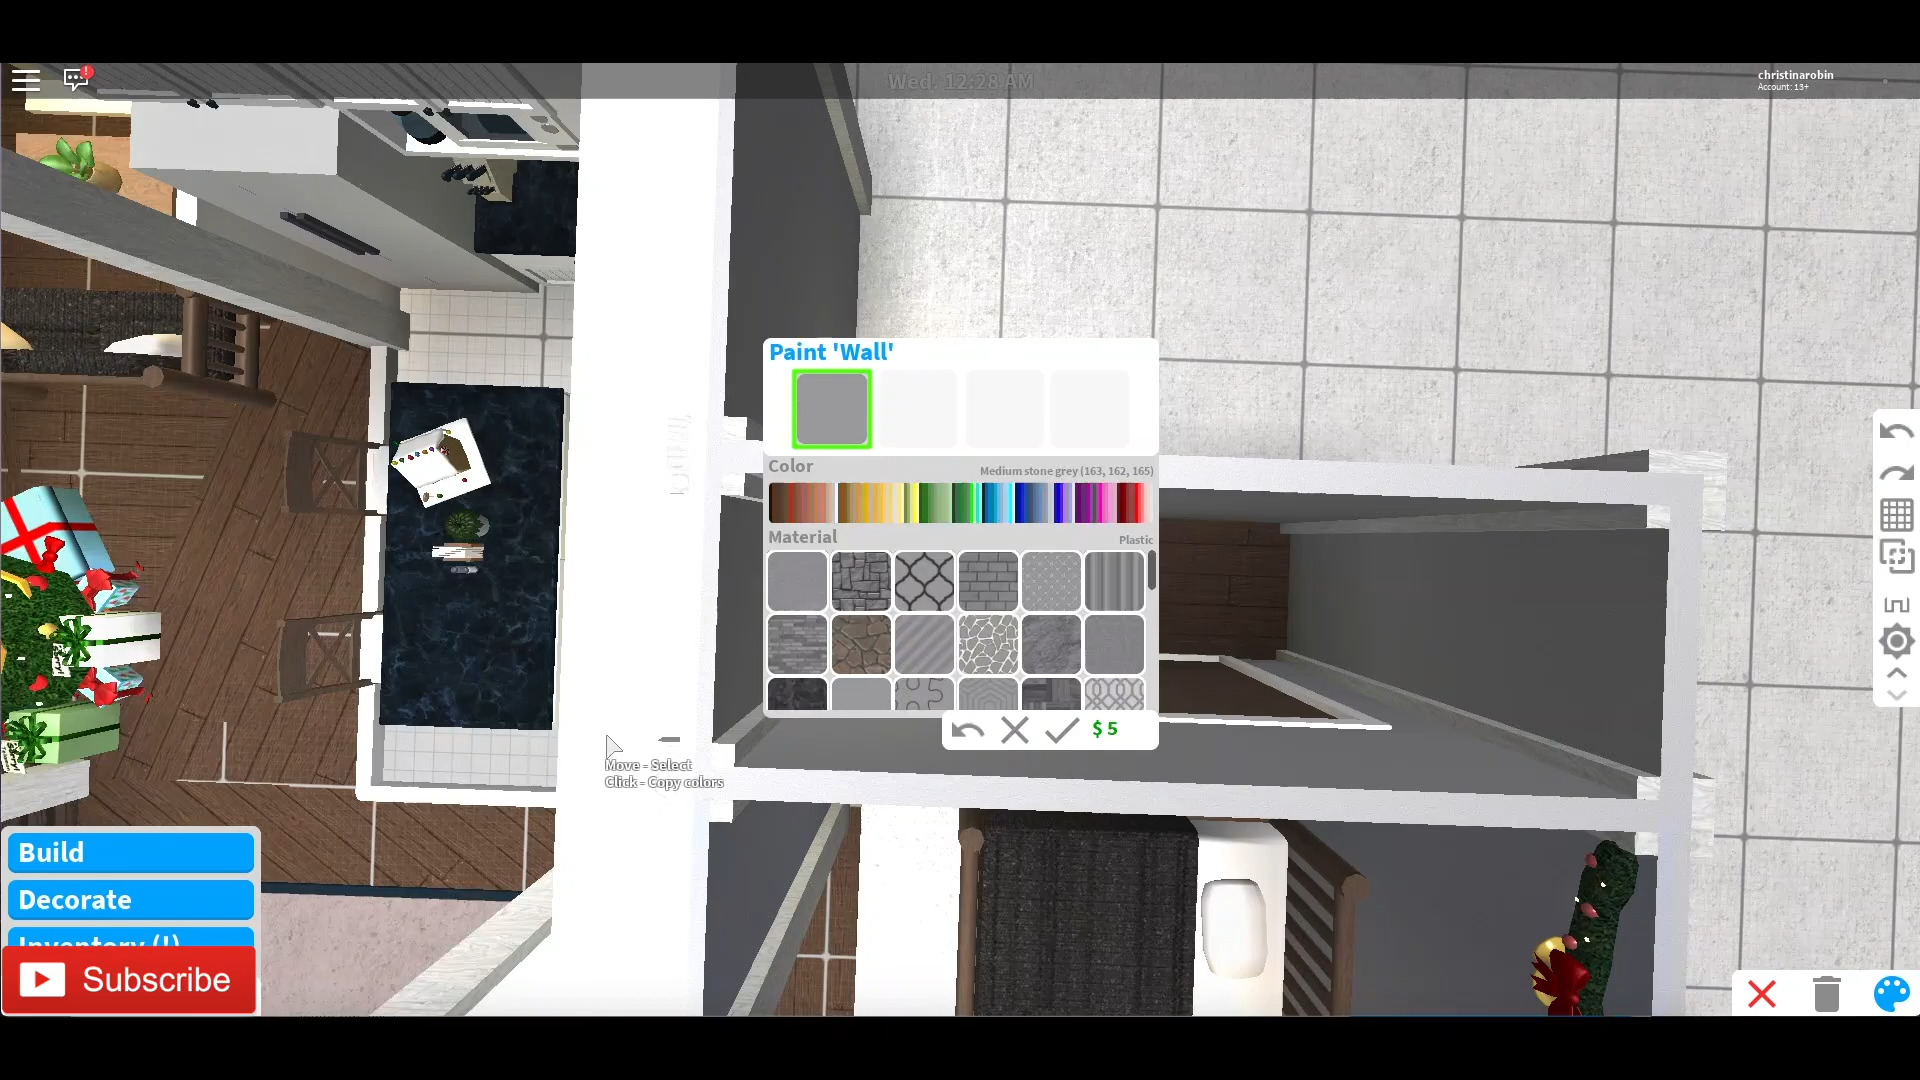 Wed. 12:28 AM
christinarobin
Account: 13+
Paint 'Wall'
Color
Medium stone grey (163, 162, 165)
Material
Plastic
$ 5
Move - Select
Click - Copy colors
Build
Decorate
Inventory (!)
Subscribe